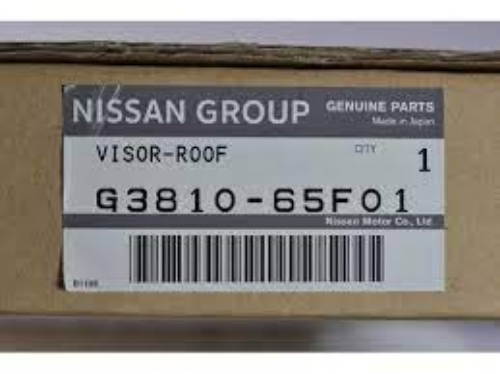 NISSAN GROUP GENUINE PARTS
Made in Japan
VISOR-ROOF QTY 1
G3810-65F01
Nissan Motor Co., Ltd.